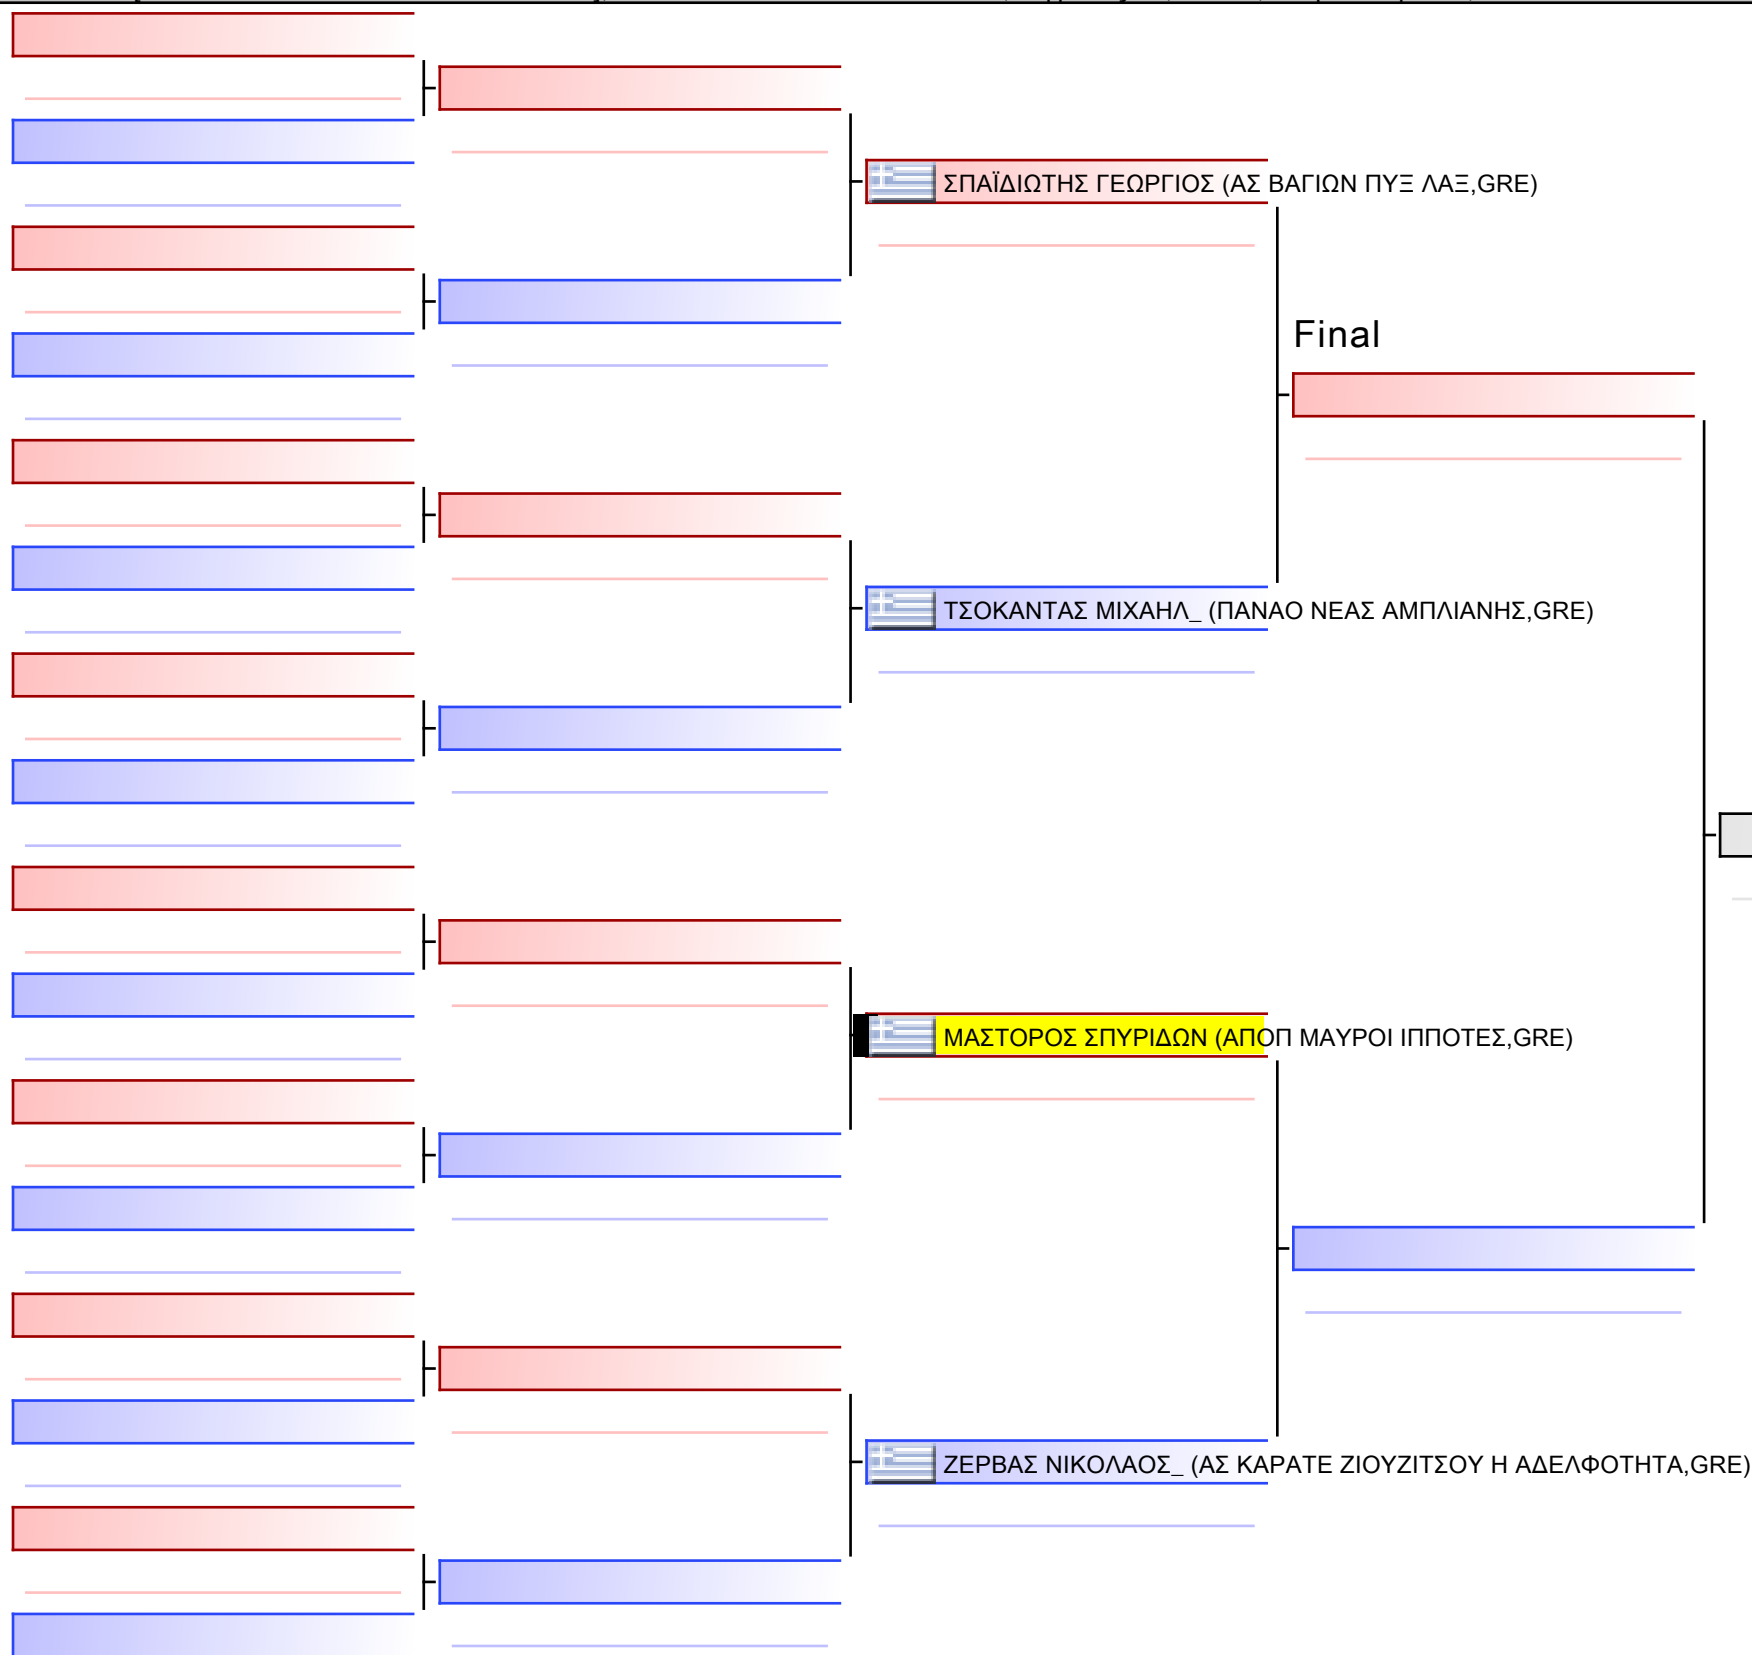 ΣΠΑΪΔΙΩΤΗΣ ΓΕΩΡΓΙΟΣ (ΑΣ ΒΑΓΙΩΝ ΠΥΞ ΛΑΞ,GRE)
Final
ΤΣΟΚΑΝΤΑΣ ΜΙΧΑΗΛ_ (ΠΑΝΑΟ ΝΕΑΣ ΑΜΠΛΙΑΝΗΣ,GRE)
ΜΑΣΤΟΡΟΣ ΣΠΥΡΙΔΩΝ (ΑΠΟΠ ΜΑΥΡΟΙ ΙΠΠΟΤΕΣ,GRE)
ΖΕΡΒΑΣ ΝΙΚΟΛΑΟΣ_ (ΑΣ ΚΑΡΑΤΕ ΖΙΟΥΖΙΤΣΟΥ Η ΑΔΕΛΦΟΤΗΤΑ,GRE)